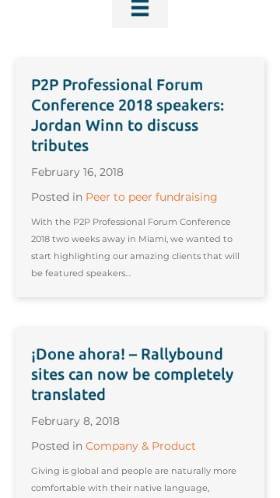 P2P Professional Forum
Conference 2018 speakers:
Jordan Winn to discuss
tributes
February 16, 2018
Posted in Peer to peer fundraising
With the P2P Professional Forum Conference
2018 two weeks away in Miami, we wanted to
start highlighting our amazing clients that will
be featured speakers...
¡Done ahora! – Rallybound
sites can now be completely
translated
February 8, 2018
Posted in Company & Product
Giving is global and people are naturally more
comfortable with their native language,